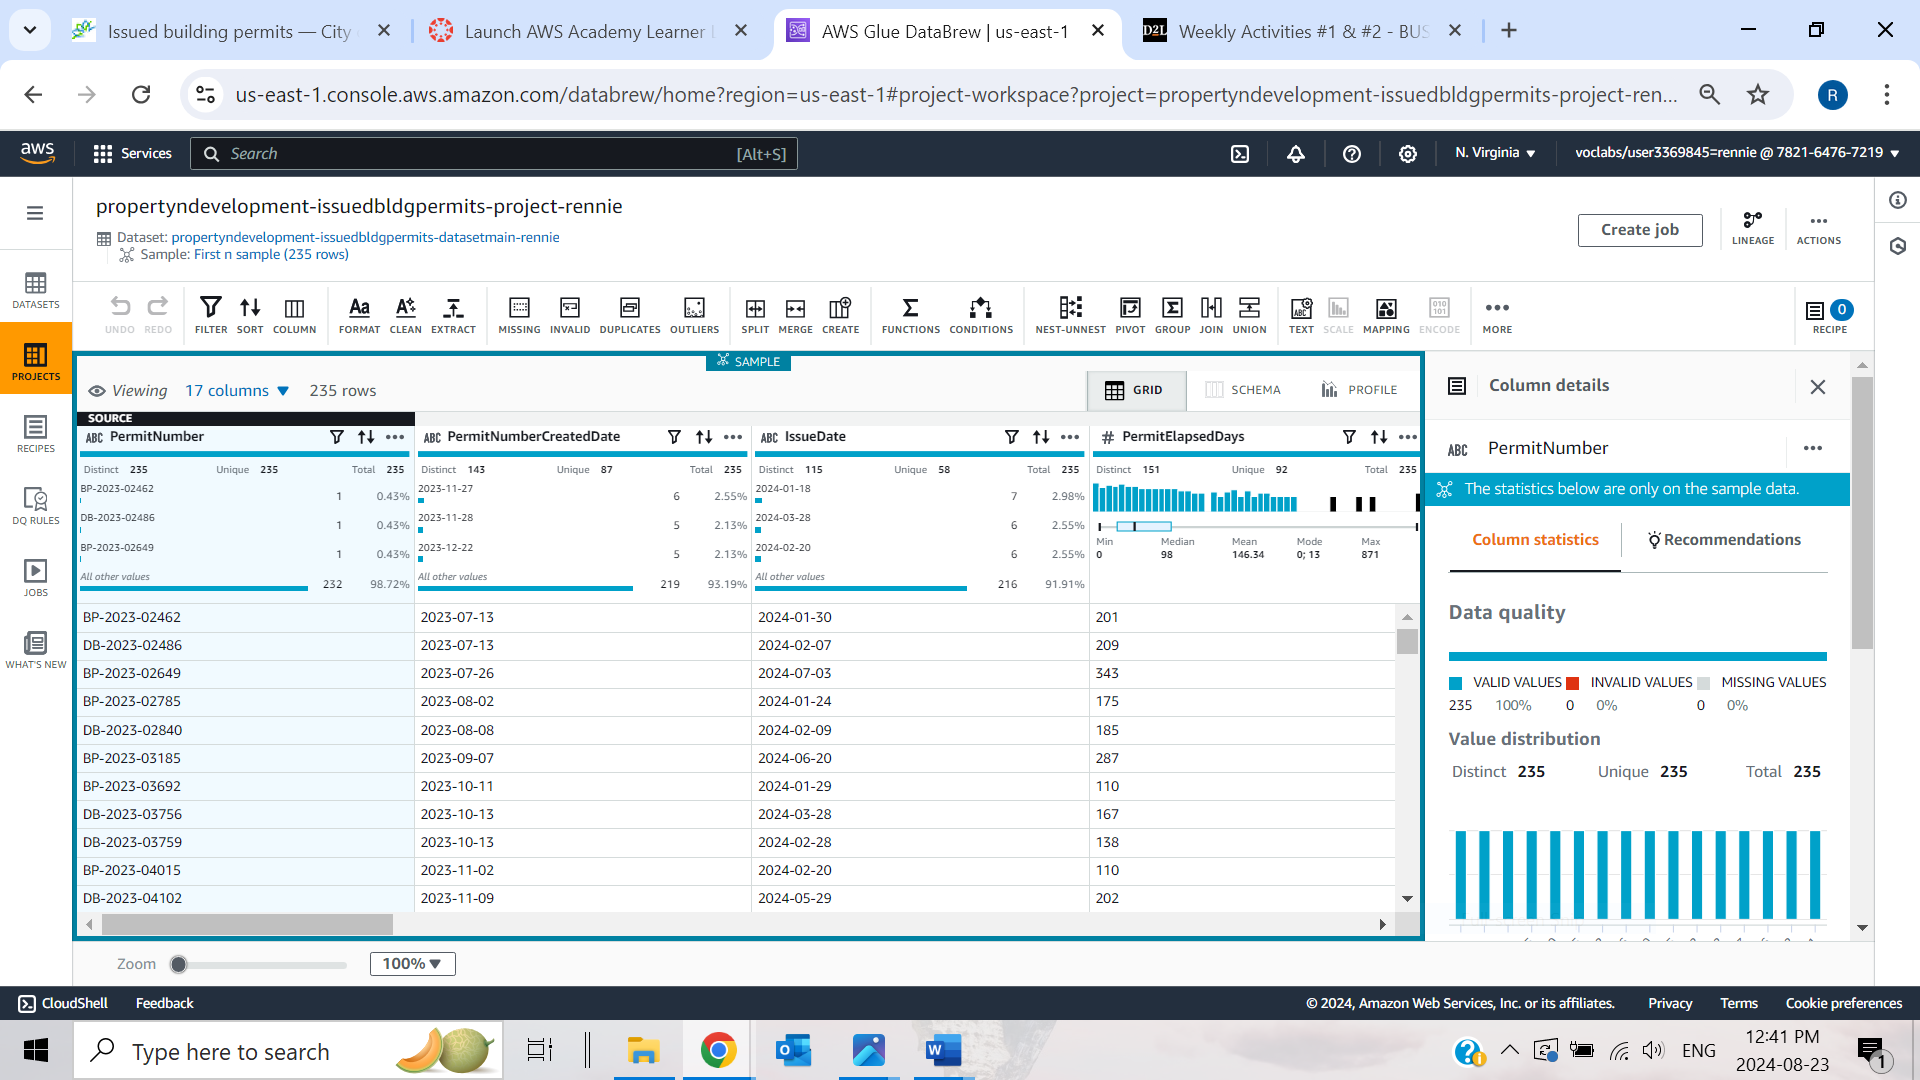 Issued building permits — City
Launch AWS Academy Learner
AWS Glue DataBrew | us-east-1
D2L
Weekly Activities #1 & #2 - BUS
us-east-1.console.aws.amazon.com/databrew/home?region=us-east-1#project-workspace?project=propertyndevelopment-issuedbldgpermits-project-ren...
R
aws
Services
Search
[Alt+S]
N. Virginia
voclabs/user3369845=rennie @ 7821-6476-7219
propertyndevelopment-issuedbldgpermits-project-rennie
Dataset: propertyndevelopment-issuedbldgpermits-datasetmain-rennie
Sample: First n sample (235 rows)
Create job
LINEAGE
ACTIONS
DATASETS
PROJECTS
RECIPES
DQ RULES
JOBS
WHAT'S NEW
UNDO REDO FILTER SORT COLUMN FORMAT CLEAN EXTRACT MISSING INVALID DUPLICATES OUTLIERS SPLIT MERGE CREATE FUNCTIONS CONDITIONS NEST-UNNEST PIVOT GROUP JOIN UNION TEXT SCALE MAPPING ENCODE MORE
0
RECIPE
SAMPLE
Viewing 17 columns 235 rows
GRID SCHEMA PROFILE
SOURCE
ABC PermitNumber
ABC PermitNumberCreatedDate
ABC IssueDate
# PermitElapsedDays
Distinct 235 Unique 235 Total 235
Distinct 143 Unique 87 Total 235
Distinct 115 Unique 58 Total 235
Distinct 151 Unique 92 Total 235
BP-2023-02462 1 0.43%
DB-2023-02486 1 0.43%
BP-2023-02649 1 0.43%
All other values 232 98.72%
2023-11-27 6 2.55%
2023-11-28 5 2.13%
2023-12-22 5 2.13%
All other values 219 93.19%
2024-01-18 7 2.98%
2024-03-28 6 2.55%
2024-02-20 6 2.55%
All other values 216 91.91%
Min Median Mean Mode Max
0 98 146.34 0; 13 871
BP-2023-02462 2023-07-13 2024-01-30 201
DB-2023-02486 2023-07-13 2024-02-07 209
BP-2023-02649 2023-07-26 2024-07-03 343
BP-2023-02785 2023-08-02 2024-01-24 175
DB-2023-02840 2023-08-08 2024-02-09 185
BP-2023-03185 2023-09-07 2024-06-20 287
BP-2023-03692 2023-10-11 2024-01-29 110
DB-2023-03756 2023-10-13 2024-03-28 167
DB-2023-03759 2023-10-13 2024-02-28 138
BP-2023-04015 2023-11-02 2024-02-20 110
DB-2023-04102 2023-11-09 2024-05-29 202
Column details
ABC PermitNumber
The statistics below are only on the sample data.
Column statistics
Recommendations
Data quality
VALID VALUES INVALID VALUES MISSING VALUES
235 100% 0 0% 0 0%
Value distribution
Distinct 235 Unique 235 Total 235
Zoom
100%
CloudShell Feedback
© 2024, Amazon Web Services, Inc. or its affiliates. Privacy Terms Cookie preferences
Type here to search
ENG
12:41 PM
2024-08-23
1